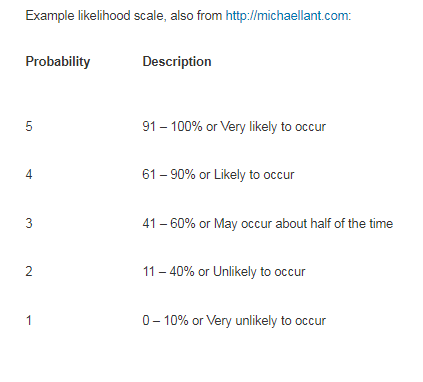 Example likelihood scale, also from http://michaellant.com:
Probability Description
5 91 – 100% or Very likely to occur
4 61 – 90% or Likely to occur
3 41 – 60% or May occur about half of the time
2 11 – 40% or Unlikely to occur
1 0 – 10% or Very unlikely to occur